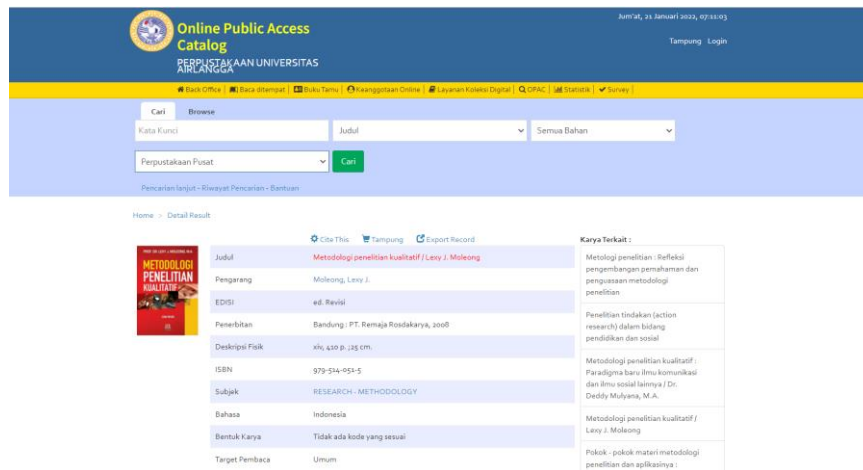 Jum'at, 21 Januari 2022, 07:11:03
Online Public Access
Catalog
PERPUSTAKAAN UNIVERSITAS
AIRLANGGA
Tampung Login
Back Office | Baca ditempat | Buku Tamu | Keanggotaan Online | Layanan Koleksi Digital | OPAC | Statistik | Survey |
Cari Browse
Kata Kunci Judul Semua Bahan
Perpustakaan Pusat Cari
Pencarian lanjut - Riwayat Pencarian - Bantuan
Home > Detail Result
Cite This Tampung Export Record
METODOLOGI
PENELITIAN
KUALITATIF
Judul Metodologi penelitian kualitatif / Lexy J. Moleong
Pengarang Moleong, Lexy J.
EDISI ed. Revisi
Penerbitan Bandung : PT. Remaja Rosdakarya, 2008
Deskripsi Fisik xiv, 410 p. ;25 cm.
ISBN 979-514-051-5
Subjek RESEARCH - METHODOLOGY
Bahasa Indonesia
Bentuk Karya Tidak ada kode yang sesuai
Target Pembaca Umum
Karya Terkait :
Metologi penelitian : Refleksi
pengembangan pemahaman dan
penguasaan metodologi
penelitian
Penelitian tindakan (action
research) dalam bidang
pendidikan dan sosial
Metodologi penelitian kualitatif :
Paradigma baru ilmu komunikasi
dan ilmu sosial lainnya / Dr.
Deddy Mulyana, M.A.
Metodologi penelitian kualitatif /
Lexy J. Moleong
Pokok - pokok materi metodologi
penelitian dan aplikasinya :